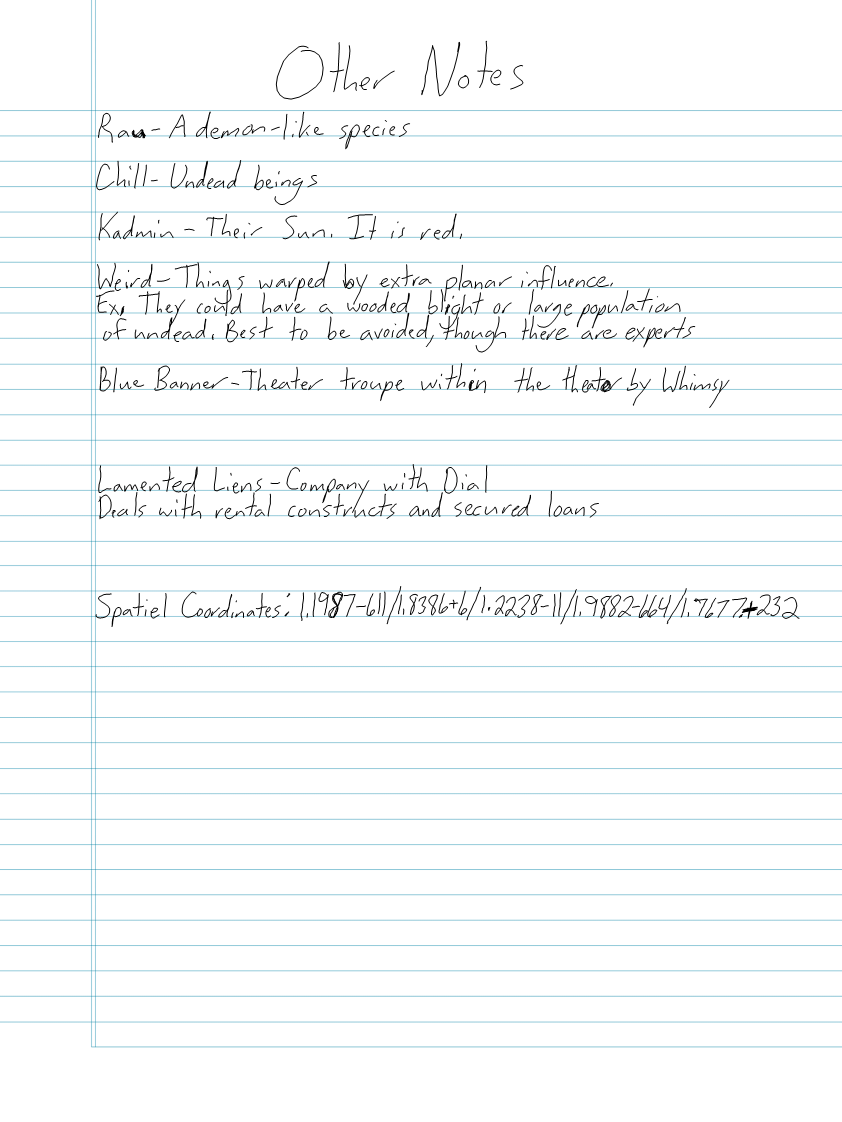 Other Notes
Rau- A demon-like species
Chill- Undead beings
Kadmin - Their Sun. It is red.
Weird-Things warped by extra planar influence.
Ex. They could have a wooded blight or large population
of undead. Best to be avoided, though there are experts
Blue Banner-Theater troupe within the theater by Whimsy
Lamented Liens-Company with Dial
Deals with rental constructs and secured loans
Spatiel Coordinates: 1.1987-611/1.8386+6/1.2238-11/1.9882-664/1.7677+232